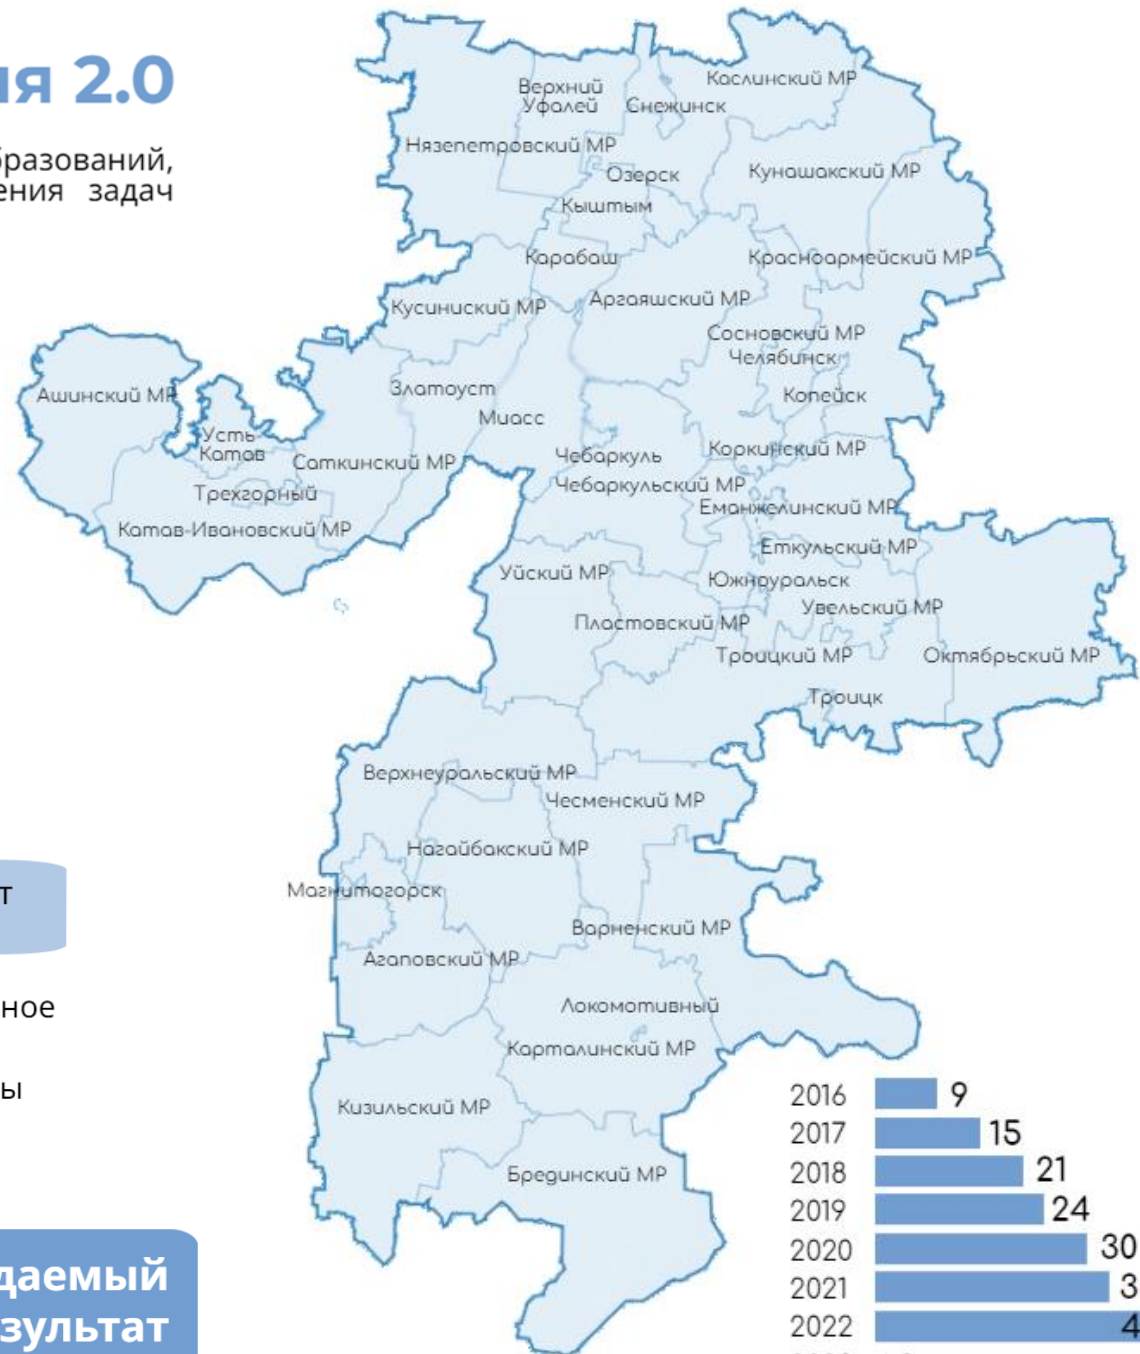 ия 2.0
бразований,
ения задач
Верхний
Уфалей
Снежинск
Каслинский МР
Нязепетровский МР
Озерск
Кунашакский МР
Кыштым
Карабаш
Красноармейский МР
Аргаяшский МР
Кусиниский МР
Сосновский МР
Челябинск
Ашинский МР
Златоуст
Копейск
Миасс
Усть-
Катав
Саткинский МР
Чебаркуль
Коркинский МР
Трехгорный
Чебаркульский МР
Еманжелинский МР
Катав-Ивановский МР
Еткульский МР
Уйский МР
Южноуральск
Увельский МР
Пластовский МР
Троицкий МР
Октябрьский МР
Троицк
Верхнеуральский МР
Чесменский МР
Нагайбакский МР
Магнитогорск
т
Варненский МР
Агаповский МР
ное
Локомотивный
Карталинский МР
ы
Кизильский МР
Брединский МР
2016 9
2017 15
2018 21
2019 24
2020 30
2021 3
2022 4
даемый
зультат